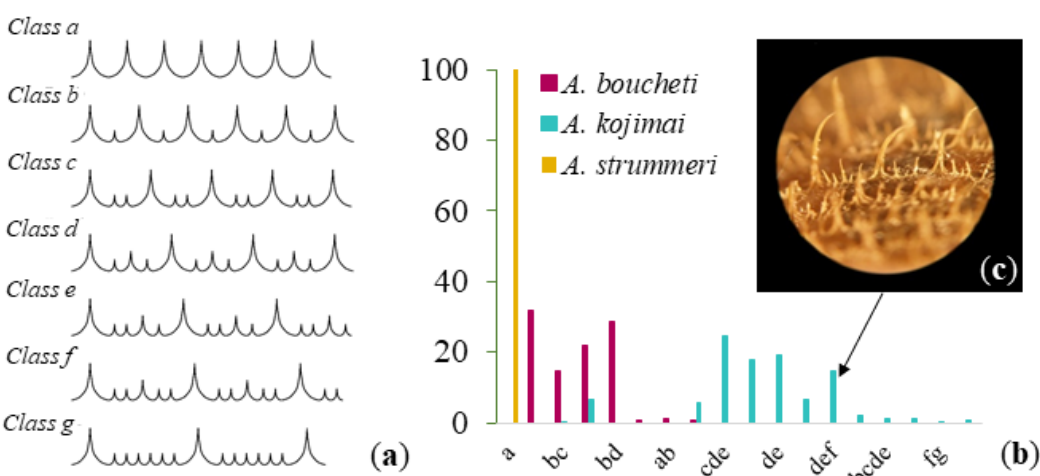 Class a
Class b
Class c
Class d
Class e
Class f
Class g
(a)
100
80
60
40
20
0
A. boucheti
A. kojimai
A. strummeri
a
bc
bd
ab
cde
de
def
bcde
fg
(b)
(c)